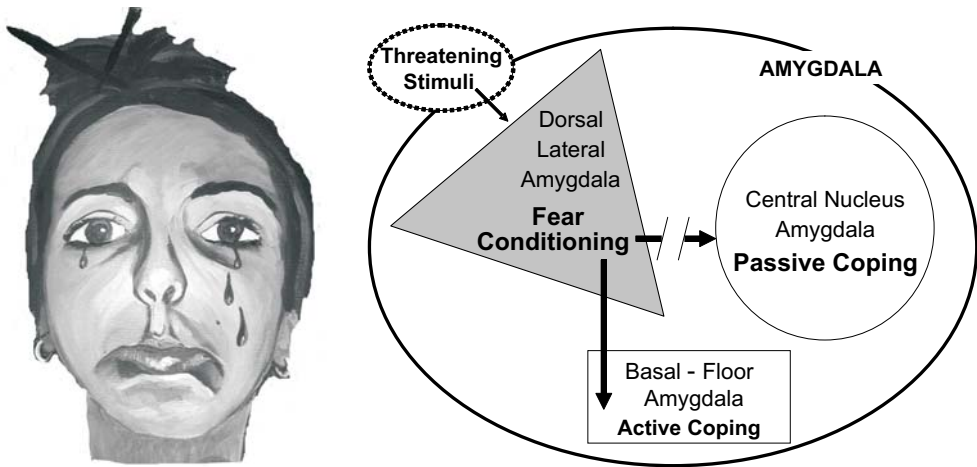 Threatening
Stimuli
AMYGDALA
Dorsal
Lateral
Amygdala
Fear
Conditioning
Central Nucleus
Amygdala
Passive Coping
Basal - Floor
Amygdala
Active Coping